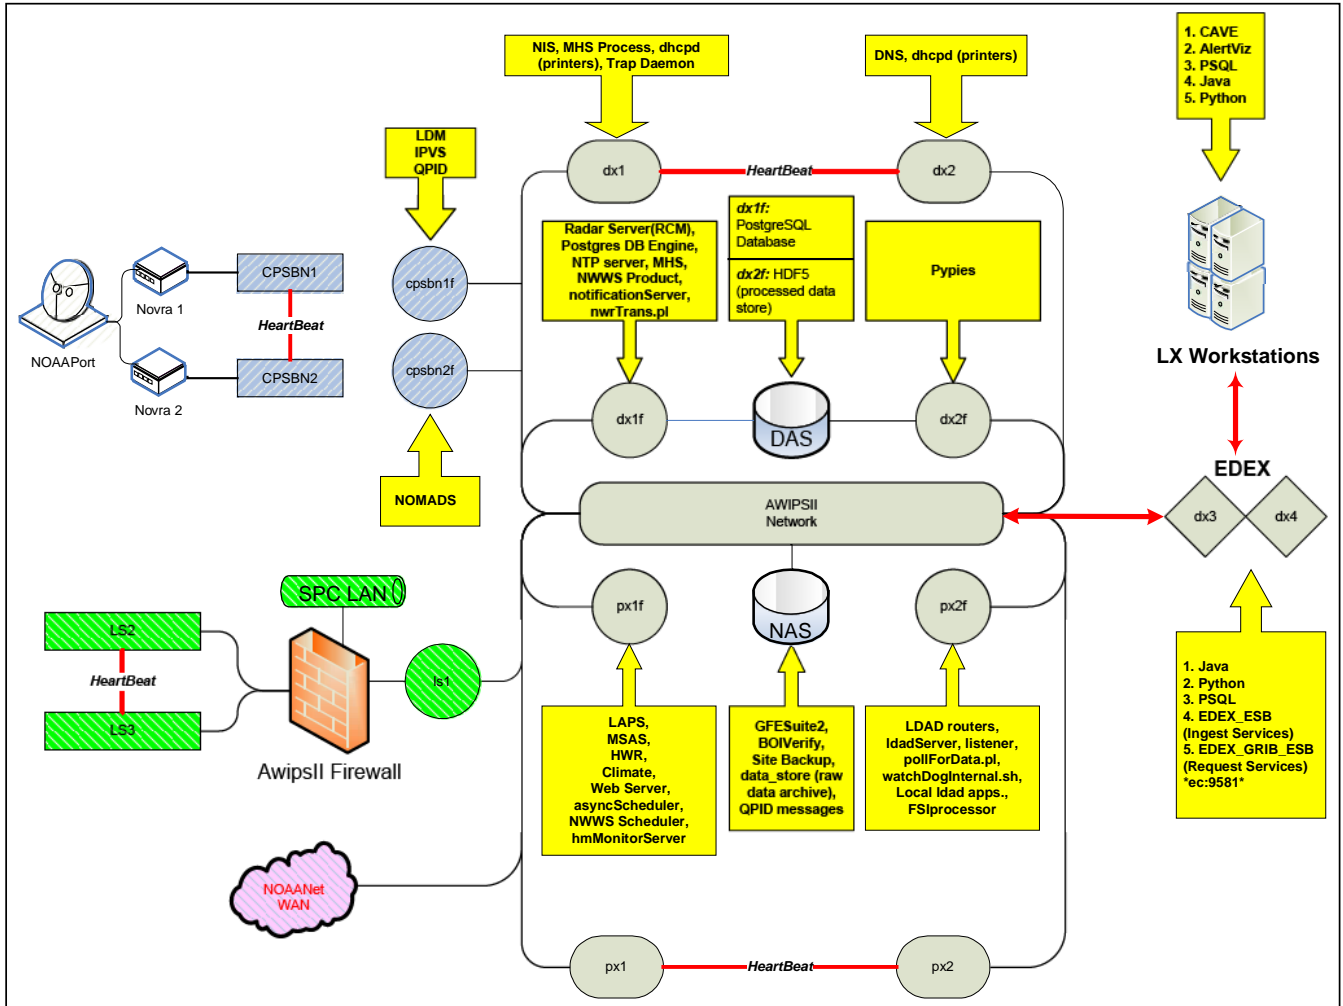 NIS, MHS Process, dhcpd
(printers), Trap Daemon
DNS, dhcpd (printers)
1. CAVE
2. AlertViz
3. PSQL
4. Java
5. Python
LDM
IPVS
QPID
dx1
HeartBeat
dx2
Radar Server(RCM),
Postgres DB Engine,
NTP server, MHS,
NWWS Product,
notificationServer,
nwrTrans.pl
dx1f:
PostgreSQL
Database
dx2f: HDF5
(processed data
store)
Pypies
NOAAPort
Novra 1
Novra 2
CPSBN1
HeartBeat
CPSBN2
cpsbn1f
cpsbn2f
NOMADS
dx1f
DAS
dx2f
LX Workstations
EDEX
dx3
dx4
AWIPSII
Network
px1f
NAS
px2f
SPC LAN
LS2
HeartBeat
LS3
ls1
AwipsII Firewall
LAPS,
MSAS,
HWR,
Climate,
Web Server,
asyncScheduler,
NWWS Scheduler,
hmMonitorServer
GFESuite2,
BOIVerify,
Site Backup,
data_store (raw
data archive),
QPID messages
LDAD routers,
ldadServer, listener,
pollForData.pl,
watchDogInternal.sh,
Local ldad apps.,
FSIprocessor
1. Java
2. Python
3. PSQL
4. EDEX_ESB
(Ingest Services)
5. EDEX_GRIB_ESB
(Request Services)
*ec:9581*
NOAANet
WAN
px1
HeartBeat
px2